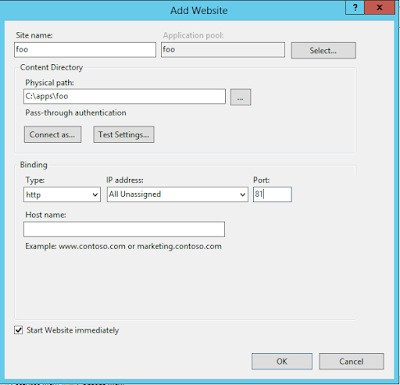 Add Website
?
Site name:
Application pool:
foo
foo
Select...
Content Directory
Physical path:
C:\apps\foo
...
Pass-through authentication
Connect as...
Test Settings...
Binding
Type:
IP address:
Port:
http
All Unassigned
81
Host name:
Example: www.contoso.com or marketing.contoso.com
Start Website immediately
OK
Cancel